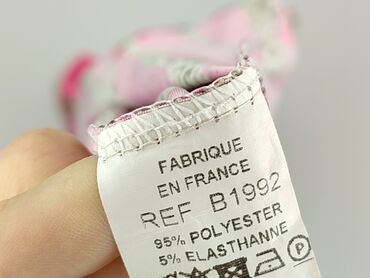 FABRIQUE
EN FRANCE
REF B1992
95% POLYESTER
5% ELASTHANNE
P